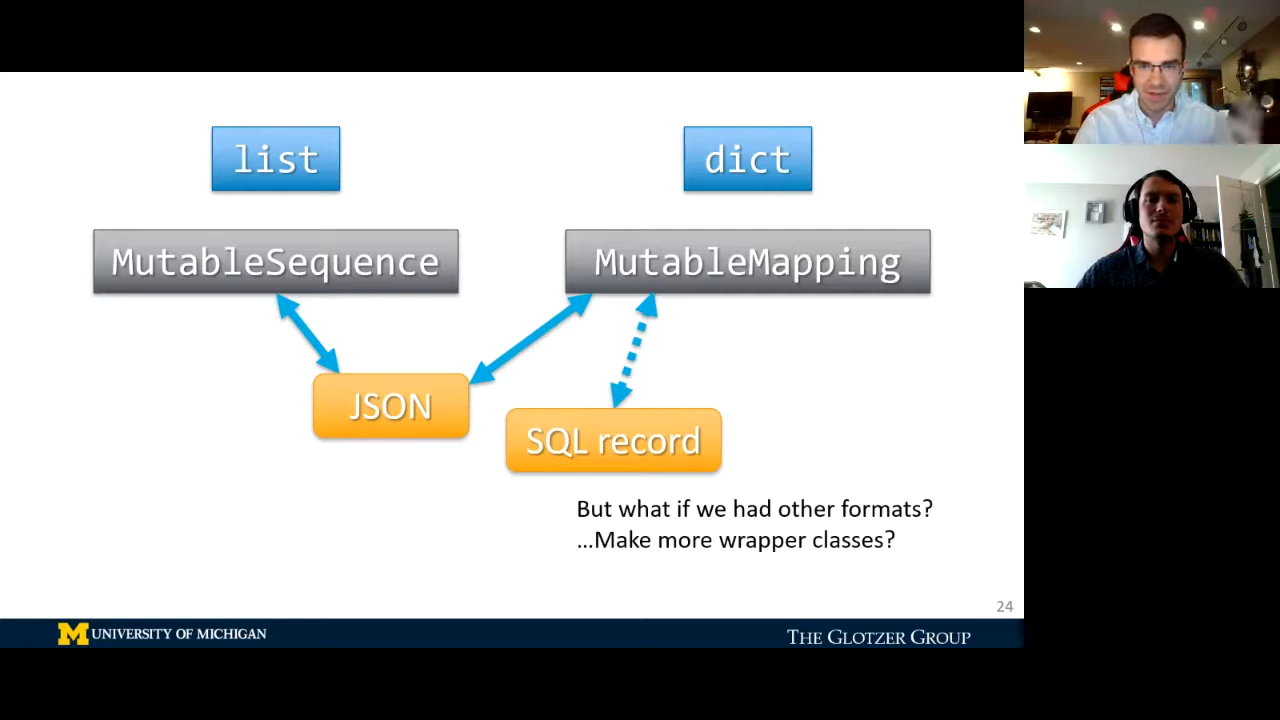 list
dict
MutableSequence
MutableMapping
JSON
SQL record
But what if we had other formats?
…Make more wrapper classes?
24
M UNIVERSITY OF MICHIGAN
THE GLOTZER GROUP